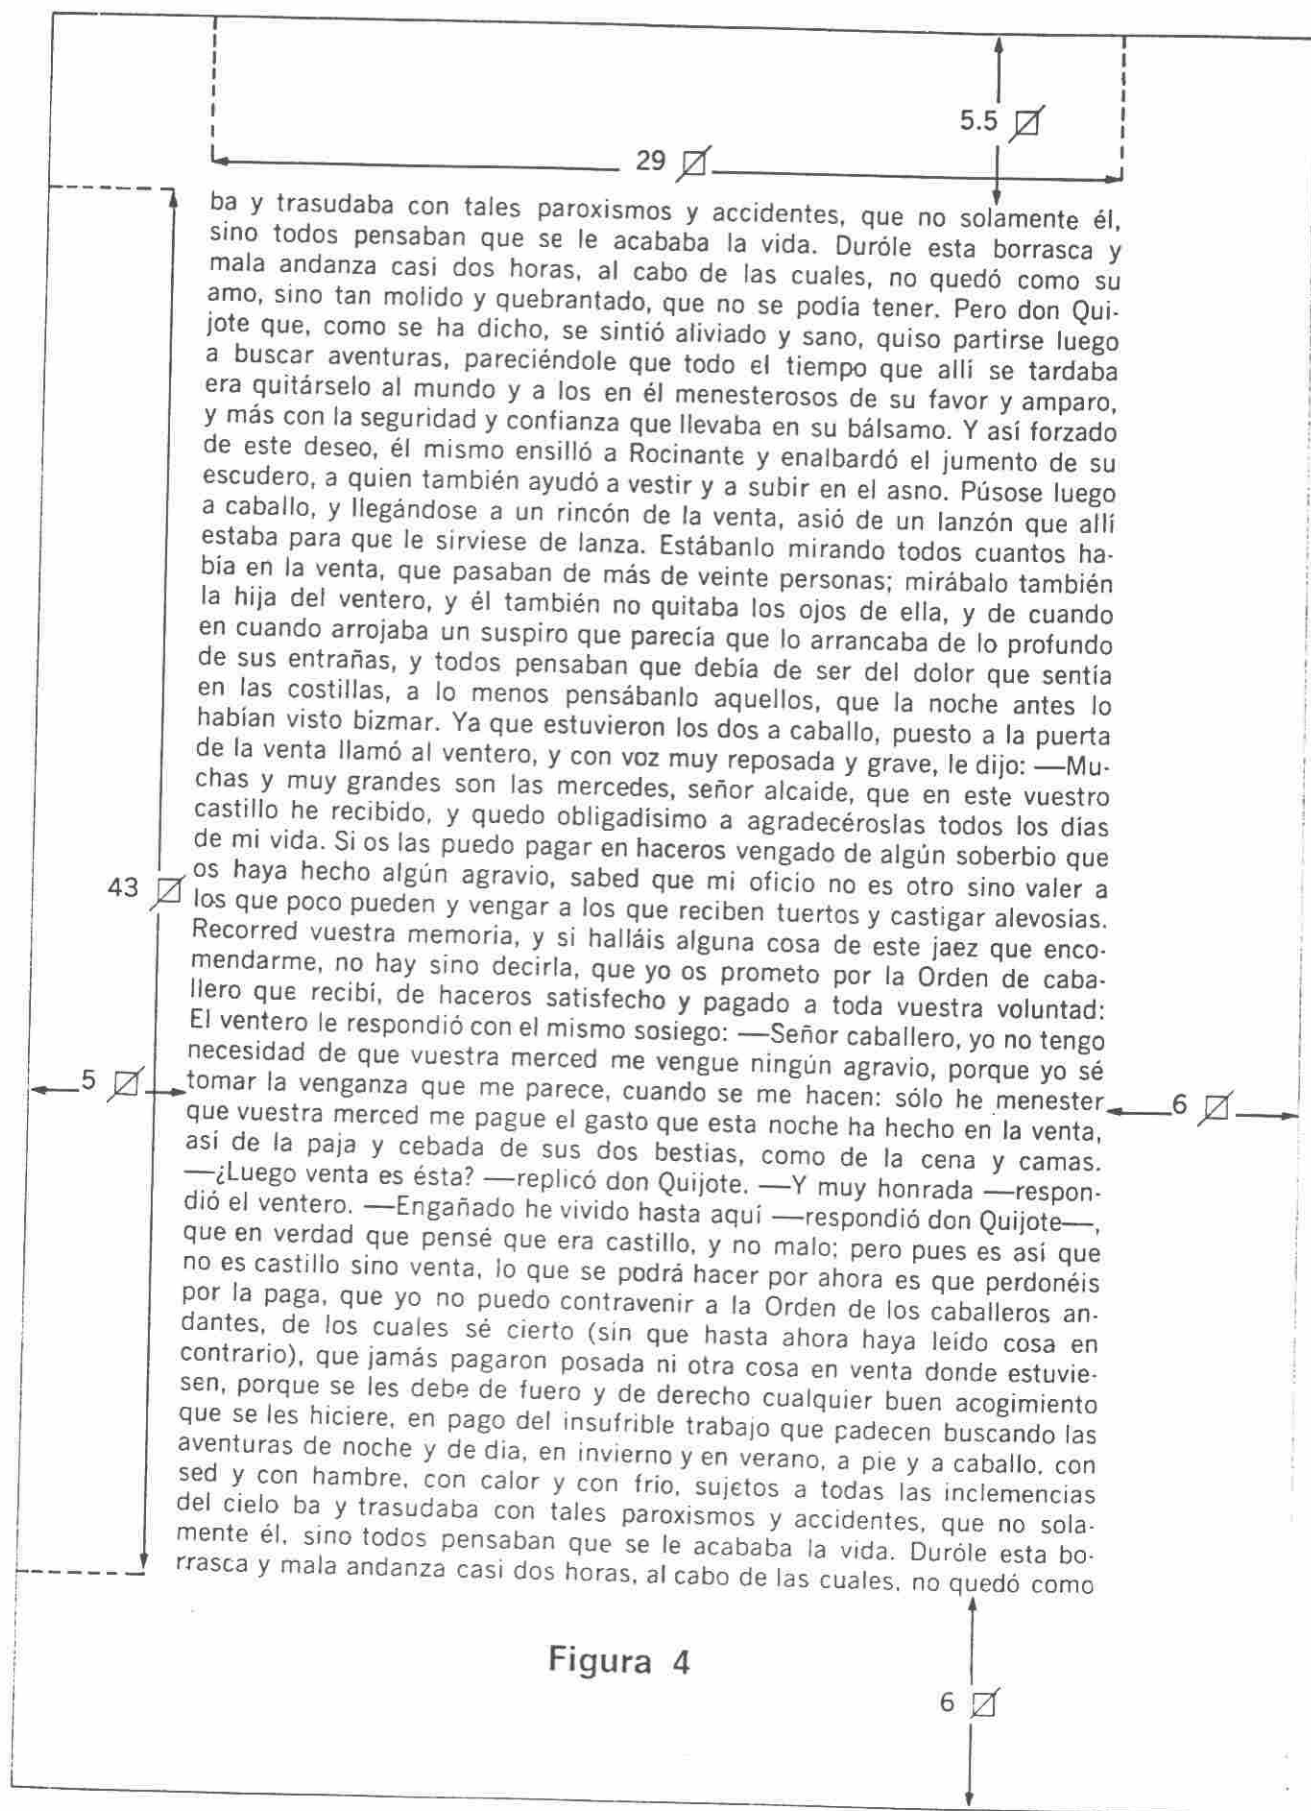 5.5
29
ba y trasudaba con tales paroxismos y accidentes, que no solamente él,
sino todos pensaban que se le acababa la vida. Duróle esta borrasca y
mala andanza casi dos horas, al cabo de las cuales, no quedó como su
amo, sino tan molido y quebrantado, que no se podía tener. Pero don Qui-
jote que, como se ha dicho, se sintió aliviado y sano, quiso partirse luego
a buscar aventuras, pareciéndole que todo el tiempo que allí se tardaba
era quitárselo al mundo y a los en él menesterosos de su favor y amparo,
y más con la seguridad y confianza que llevaba en su bálsamo. Y así forzado
de este deseo, él mismo ensilló a Rocinante y enalbardó el jumento de su
escudero, a quien también ayudó a vestir y a subir en el asno. Púsose luego
a caballo, y llegándose a un rincón de la venta, asió de un lanzón que allí
estaba para que le sirviese de lanza. Estábanlo mirando todos cuantos ha-
bía en la venta, que pasaban de más de veinte personas; mirábalo también
la hija del ventero, y él también no quitaba los ojos de ella, y de cuando
en cuando arrojaba un suspiro que parecía que lo arrancaba de lo profundo
de sus entrañas, y todos pensaban que debía de ser del dolor que sentía
en las costillas, a lo menos pensábanlo aquellos, que la noche antes lo
habían visto bizmar. Ya que estuvieron los dos a caballo, puesto a la puerta
de la venta llamó al ventero, y con voz muy reposada y grave, le dijo: —Mu-
chas y muy grandes son las mercedes, señor alcaide, que en este vuestro
castillo he recibido, y quedo obligadísimo a agradecéroslas todos los días
de mi vida. Si os las puedo pagar en haceros vengado de algún soberbio que
os haya hecho algún agravio, sabed que mi oficio no es otro sino valer a
43
los que poco pueden y vengar a los que reciben tuertos y castigar alevosías.
Recorred vuestra memoria, y si halláis alguna cosa de este jaez que enco-
mendarme, no hay sino decirla, que yo os prometo por la Orden de caba-
llero que recibí, de haceros satisfecho y pagado a toda vuestra voluntad:
El ventero le respondió con el mismo sosiego: —Señor caballero, yo no tengo
necesidad de que vuestra merced me vengue ningún agravio, porque yo sé
5
tomar la venganza que me parece, cuando se me hacen: sólo he menester
6
que vuestra merced me pague el gasto que esta noche ha hecho en la venta,
así de la paja y cebada de sus dos bestias, como de la cena y camas.
—¿Luego venta es ésta? —replicó don Quijote. —Y muy honrada —respon-
dió el ventero. —Engañado he vivido hasta aquí —respondió don Quijote—,
que en verdad que pensé que era castillo, y no malo; pero pues es así que
no es castillo sino venta, lo que se podrá hacer por ahora es que perdonéis
por la paga, que yo no puedo contravenir a la Orden de los caballeros an-
dantes, de los cuales sé cierto (sin que hasta ahora haya leído cosa en
contrario), que jamás pagaron posada ni otra cosa en venta donde estuvie-
sen, porque se les debe de fuero y de derecho cualquier buen acogimiento
que se les hiciere, en pago del insufrible trabajo que padecen buscando las
aventuras de noche y de día, en invierno y en verano, a pie y a caballo, con
sed y con hambre, con calor y con frío, sujetos a todas las inclemencias
del cielo ba y trasudaba con tales paroxismos y accidentes, que no sola-
mente él, sino todos pensaban que se le acababa la vida. Duróle esta bo-
rrasca y mala andanza casi dos horas, al cabo de las cuales, no quedó como
Figura 4
6